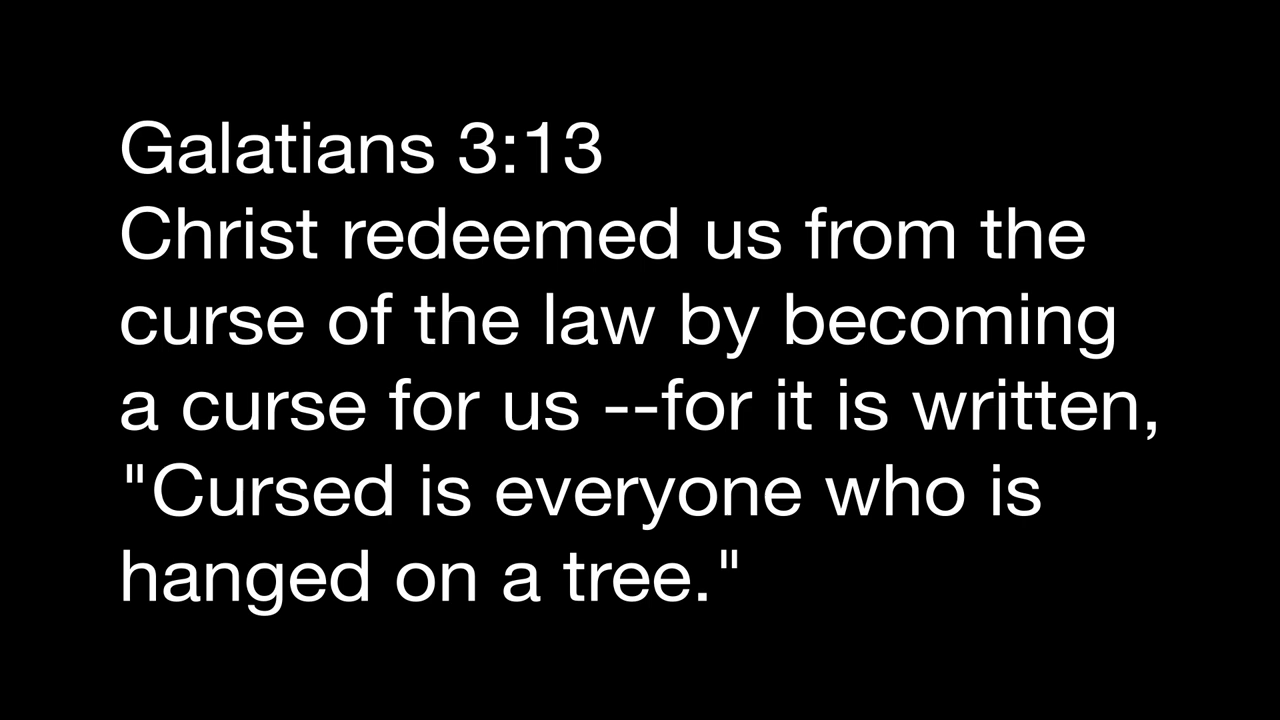 Galatians 3:13
Christ redeemed us from the
curse of the law by becoming
a curse for us --for it is written,
"Cursed is everyone who is
hanged on a tree."